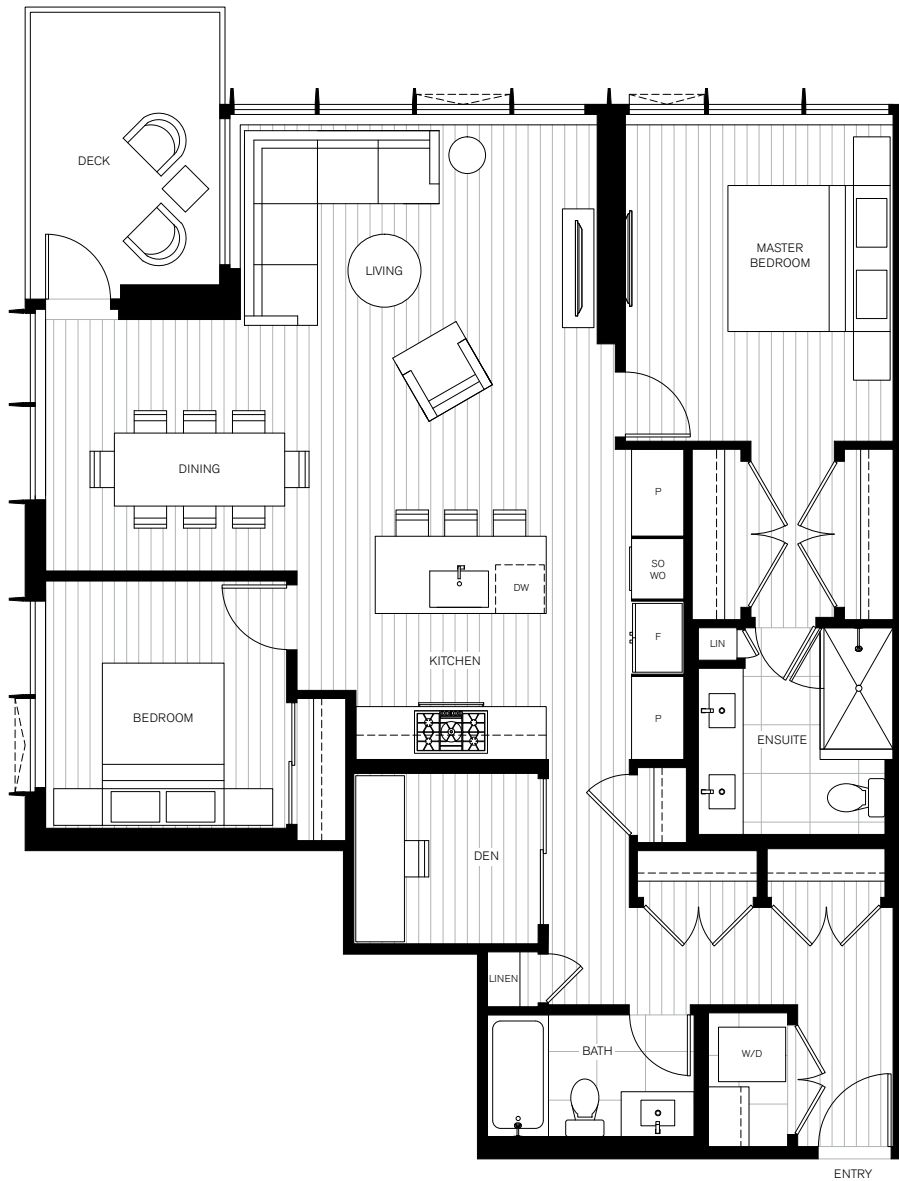 DECK
LIVING
MASTER
BEDROOM
DINING
P
SO
WO
DW
F
LIN
KITCHEN
P
BEDROOM
ENSUITE
DEN
LINEN
BATH
W/D
ENTRY